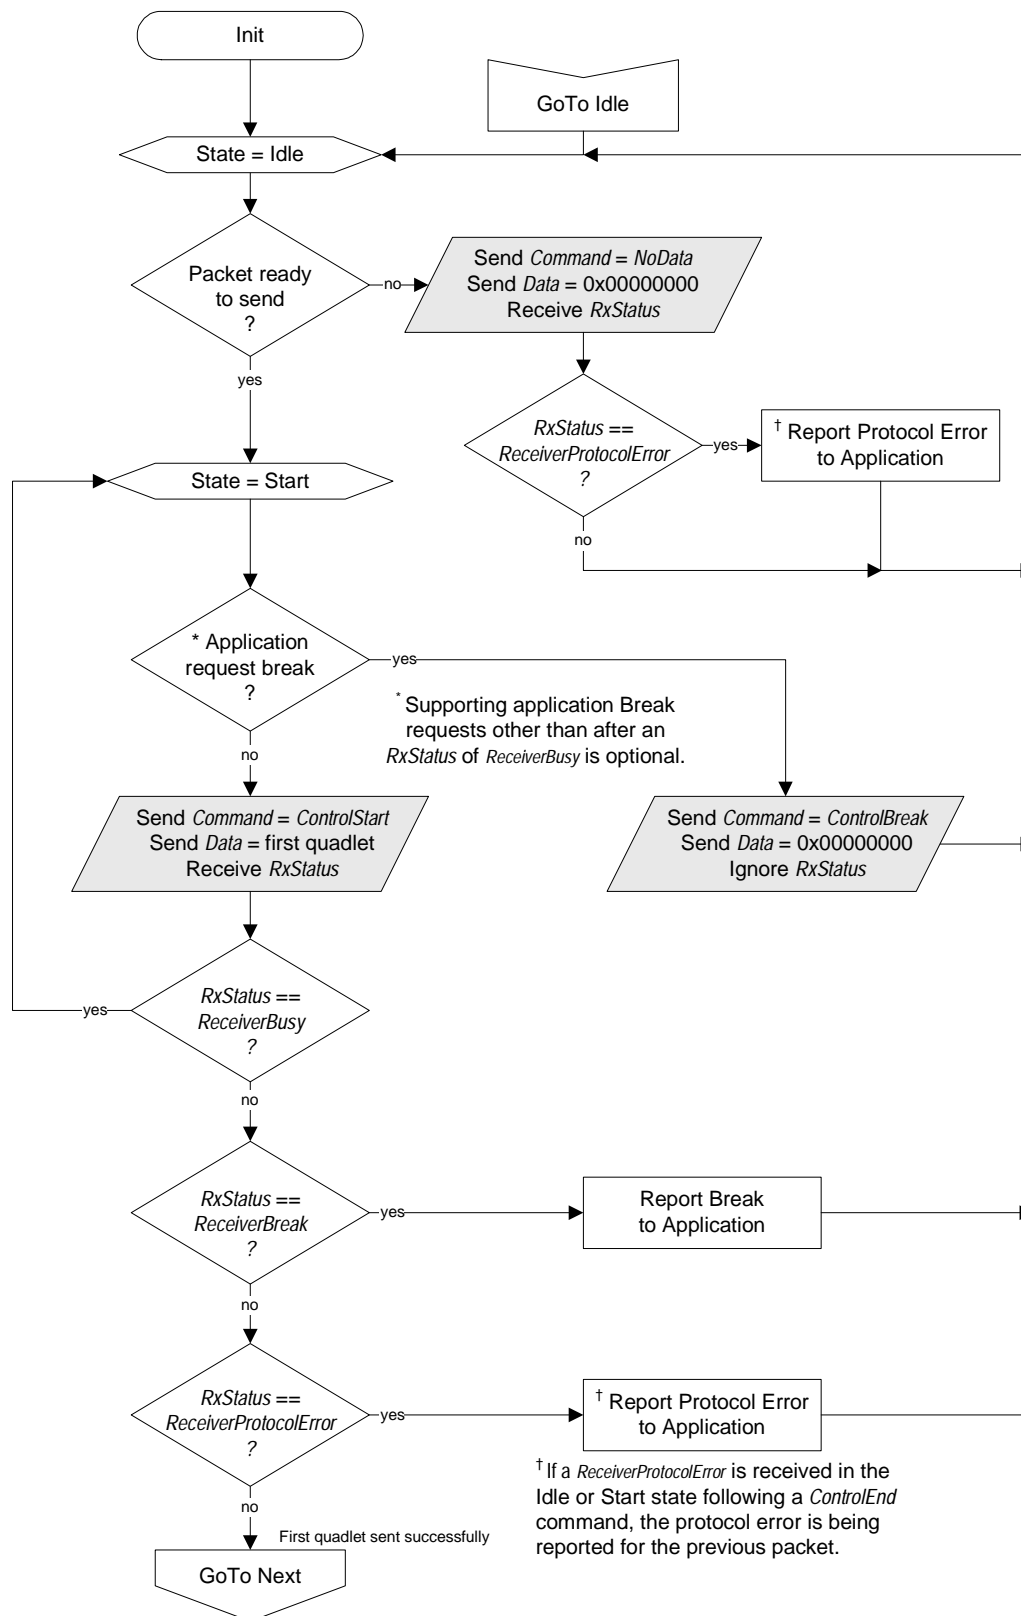 Init
GoTo Idle
State = Idle
Packet ready
to send
?
no
Send Command = NoData
Send Data = 0x00000000
Receive RxStatus
yes
RxStatus ==
ReceiverProtocolError
?
yes
† Report Protocol Error
to Application
no
State = Start
* Application
request break
?
yes
* Supporting application Break
requests other than after an
RxStatus of ReceiverBusy is optional.
no
Send Command = ControlStart
Send Data = first quadlet
Receive RxStatus
Send Command = ControlBreak
Send Data = 0x00000000
Ignore RxStatus
RxStatus ==
ReceiverBusy
?
yes
no
RxStatus ==
ReceiverBreak
?
yes
Report Break
to Application
no
RxStatus ==
ReceiverProtocolError
?
yes
† Report Protocol Error
to Application
† If a ReceiverProtocolError is received in the
Idle or Start state following a ControlEnd
command, the protocol error is being
reported for the previous packet.
no
First quadlet sent successfully
GoTo Next